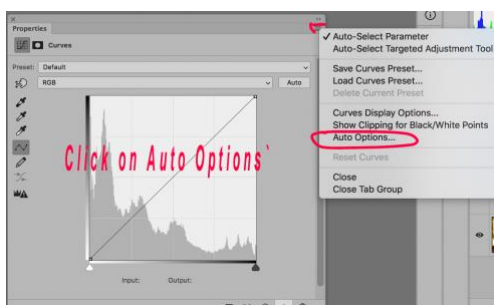 Properties
Curves
Preset: Default
RGB
Auto
Click on Auto Options`
Input: Output:
✓ Auto-Select Parameter
Auto-Select Targeted Adjustment Tool
Save Curves Preset...
Load Curves Preset...
Delete Current Preset
Curves Display Options...
Show Clipping for Black/White Points
Auto Options...
Reset Curves
Close
Close Tab Group